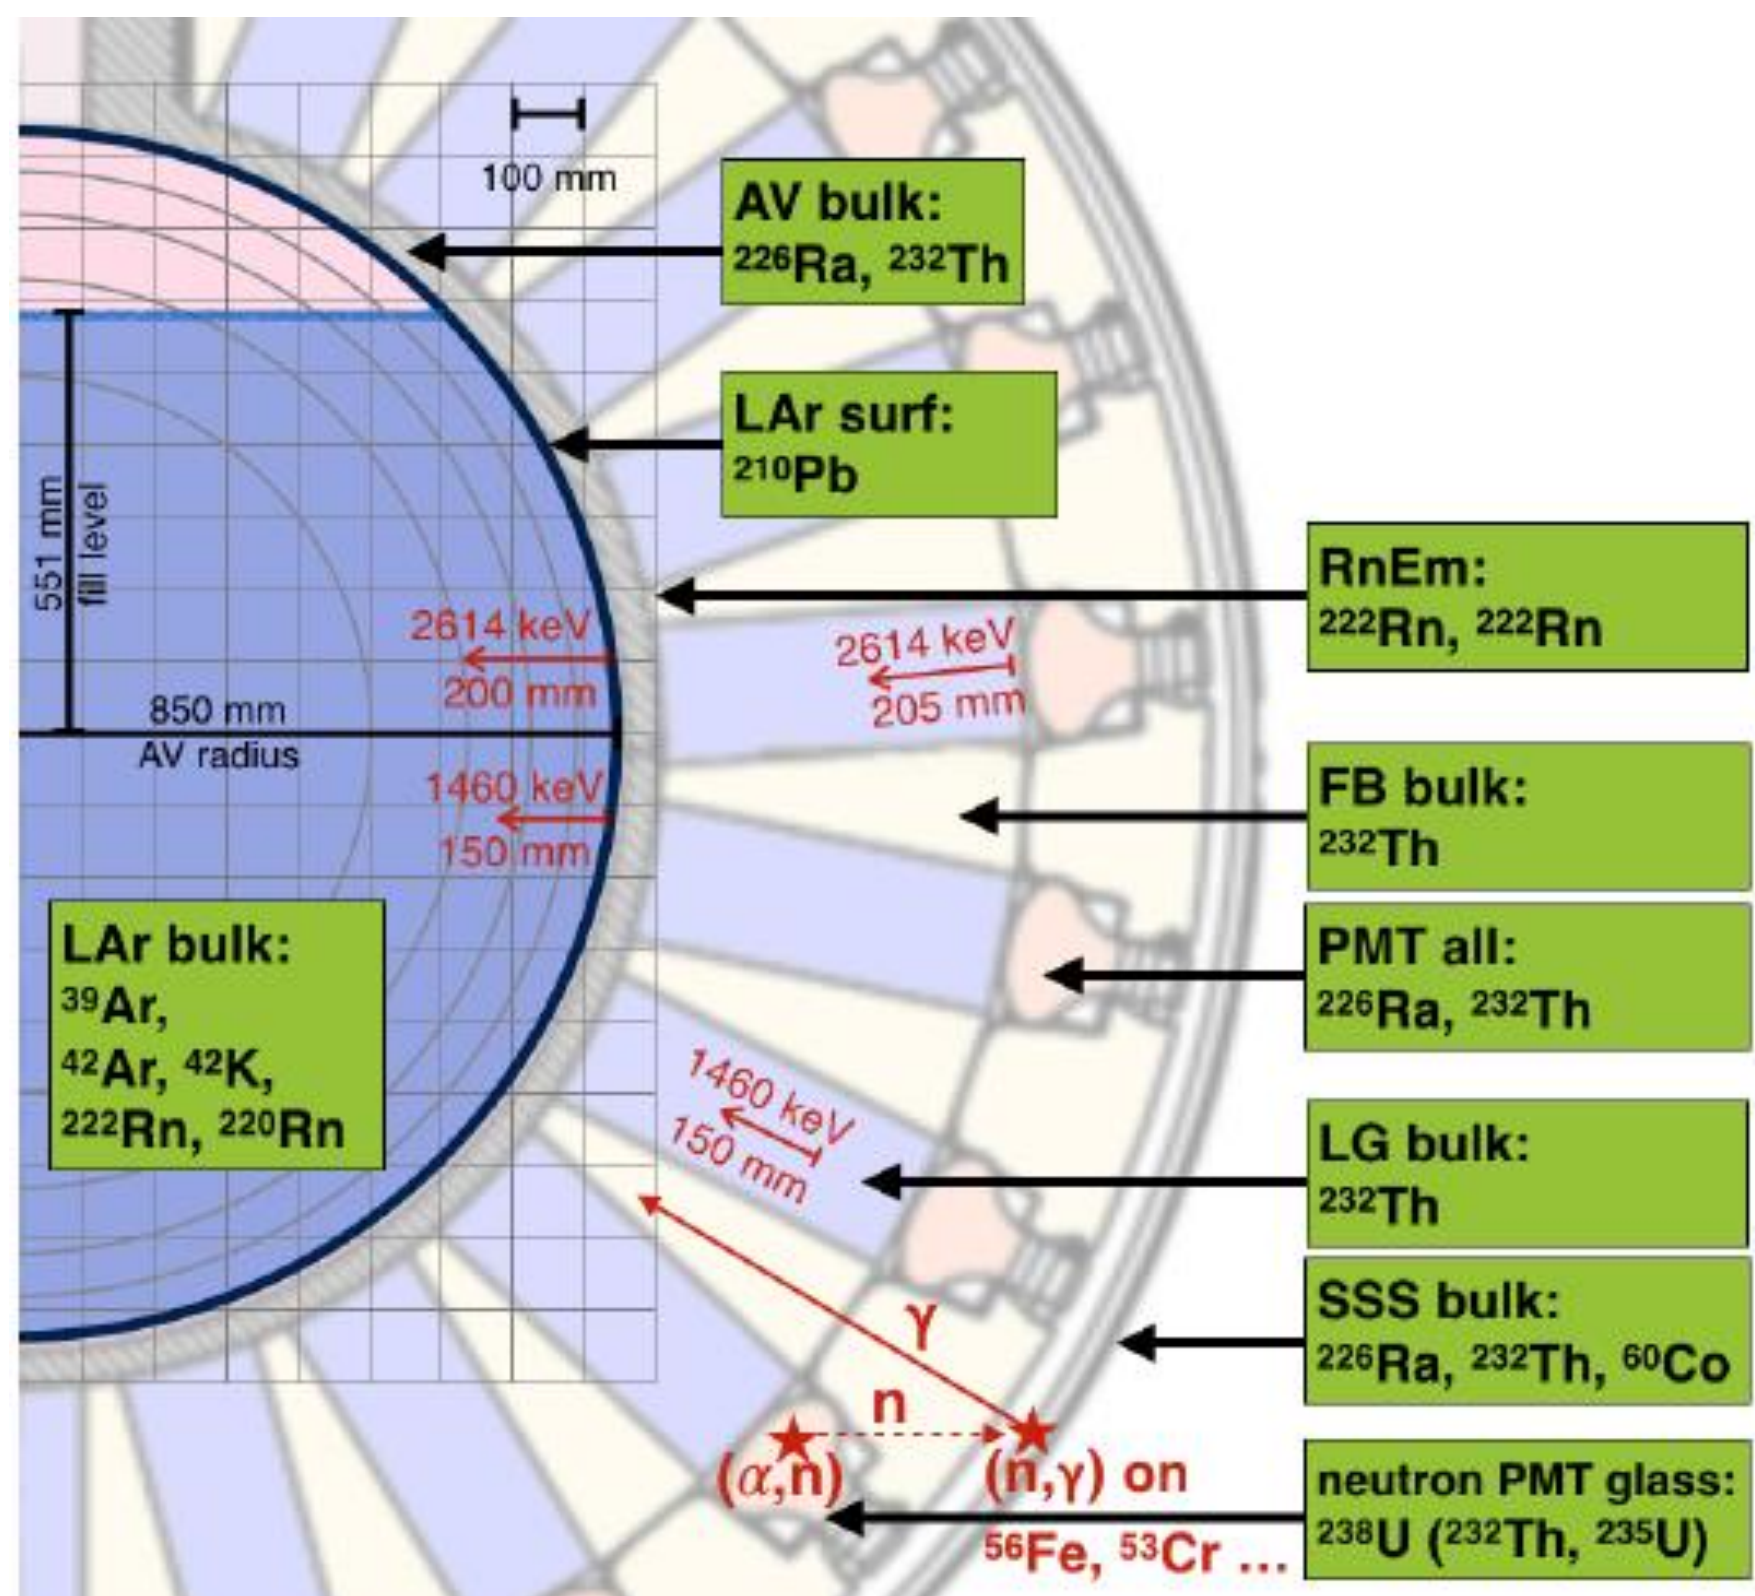 100 mm
AV bulk:
²²⁶Ra, ²³²Th
LAr surf:
²¹⁰Pb
551 mm
fill level
RnEm:
²²²Rn, ²²²Rn
2614 keV
200 mm
2614 keV
205 mm
850 mm
AV radius
1460 keV
150 mm
FB bulk:
²³²Th
LAr bulk:
³⁹Ar,
⁴²Ar, ⁴²K,
²²²Rn, ²²⁰Rn
PMT all:
²²⁶Ra, ²³²Th
1460 keV
150 mm
LG bulk:
²³²Th
SSS bulk:
²²⁶Ra, ²³²Th, ⁶⁰Co
γ
n
(α,n)
(n,γ) on
⁵⁶Fe, ⁵³Cr ...
neutron PMT glass:
²³⁸U (²³²Th, ²³⁵U)